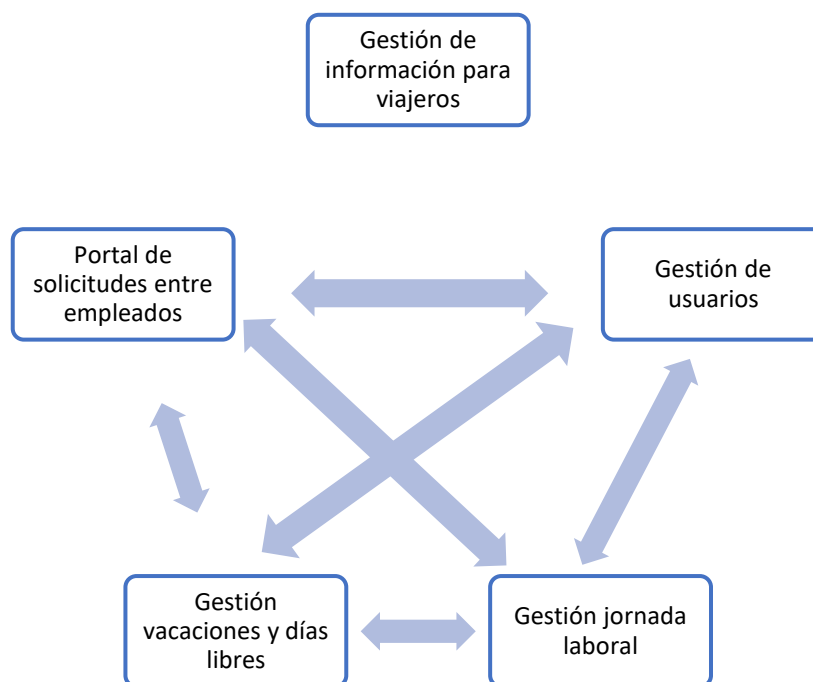 Gestión de
información para
viajeros
Portal de
solicitudes entre
empleados
Gestión de
usuarios
Gestión
vacaciones y días
libres
Gestión jornada
laboral